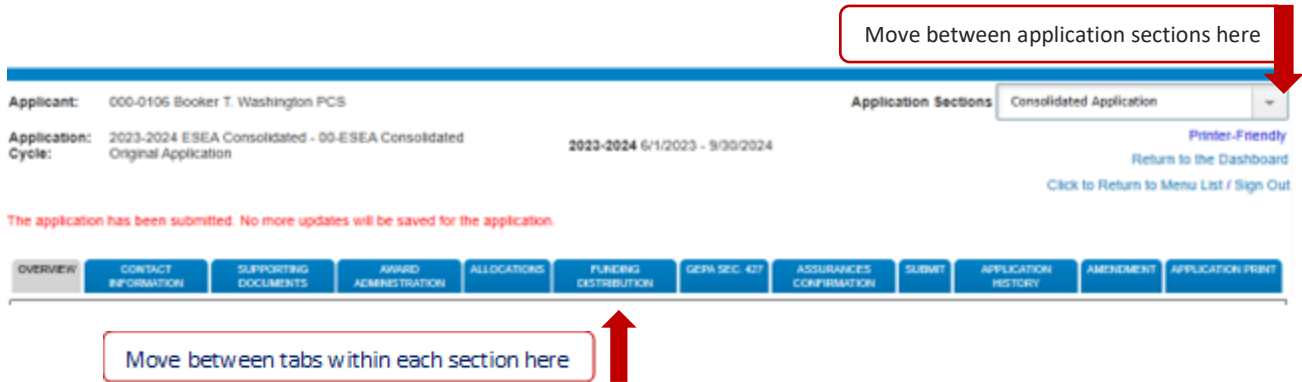 Move between application sections here
Applicant: 000-0106 Booker T. Washington PCS Application Sections Consolidated Application
Application: 2023-2024 ESEA Consolidated - 00-ESEA Consolidated
Cycle: Original Application 2023-2024 6/1/2023 - 9/30/2024
Printer-Friendly
Return to the Dashboard
Click to Return to Menu List / Sign Out
The application has been submitted. No more updates will be saved for the application.
OVERVIEW CONTACT INFORMATION SUPPORTING DOCUMENTS AWARD ADMINISTRATION ALLOCATIONS FUNDING DISTRIBUTION GEPA SEC. 427 ASSURANCES CONFIRMATION SUBMIT APPLICATION HISTORY AMENDMENT APPLICATION PRINT
Move between tabs within each section here